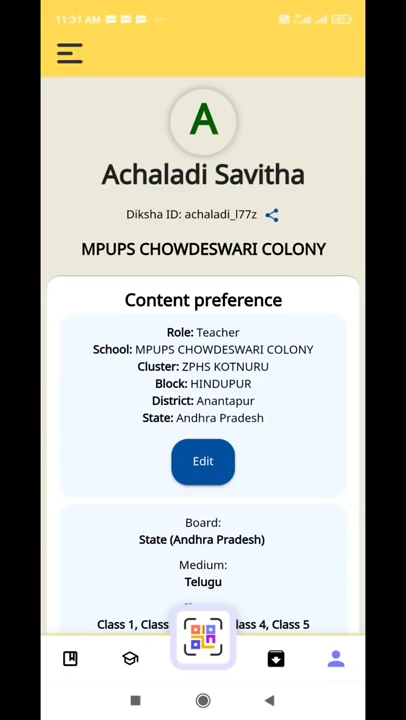 11:31 AM
A
Achaladi Savitha
Diksha ID: achaladi_l77z
MPUPS CHOWDESWARI COLONY
Content preference
Role: Teacher
School: MPUPS CHOWDESWARI COLONY
Cluster: ZPHS KOTNURU
Block: HINDUPUR
District: Anantapur
State: Andhra Pradesh
Edit
Board:
State (Andhra Pradesh)
Medium:
Telugu
Class 1, Class 4, Class 5